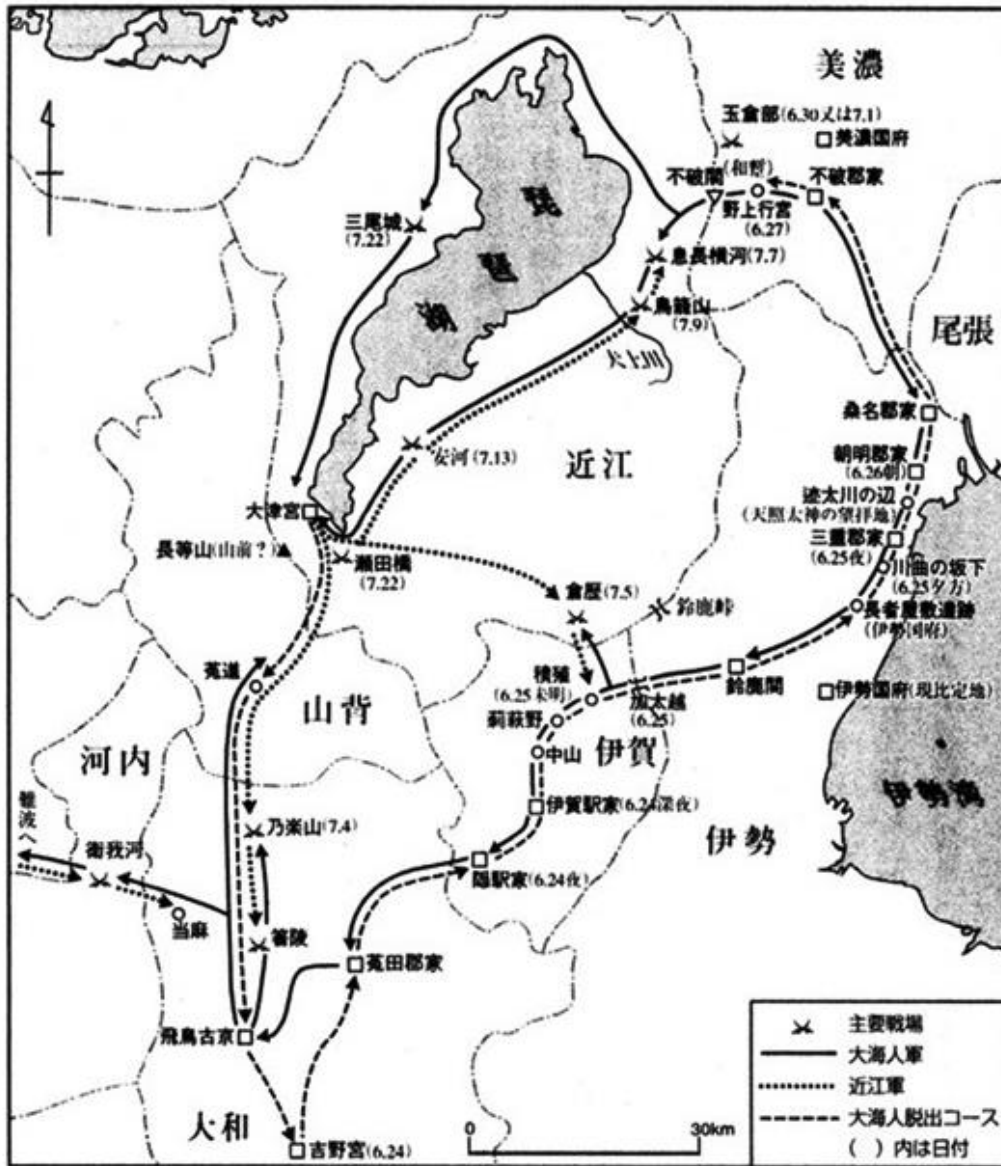 美濃
玉倉部(6.30又は7.1)
美濃国府
(和蹔)
不破関
不破郡家
野上行宮
(6.27)
三尾城
(7.22)
琵琶湖
息長横河(7.7)
鳥籠山
(7.9)
犬上川
尾張
桑名郡家
朝明郡家
(6.26朝)
迹太川の辺
(天照太神の望拝地)
三重郡家
(6.25夜)
川曲の坂下
(6.25夕方)
長者屋敷遺跡
(伊勢国府)
安河(7.13)
近江
大津宮
長等山(山前?)
瀬田橋
(7.22)
倉歴(7.5)
鈴鹿峠
鈴鹿関
伊勢国府(現比定地)
積殖
(6.25未明)
加太越
(6.25)
莿萩野
伊賀
中山
伊賀駅家(6.24深夜)
伊勢
伊勢湾
隠駅家(6.24夜)
菟道
山背
河内
難波へ
衛我河
乃楽山(7.4)
当麻
箸陵
菟田郡家
飛鳥古京
大和
吉野宮(6.24)
0 30km
主要戦場
大海人軍
近江軍
大海人脱出コース
( )内は日付